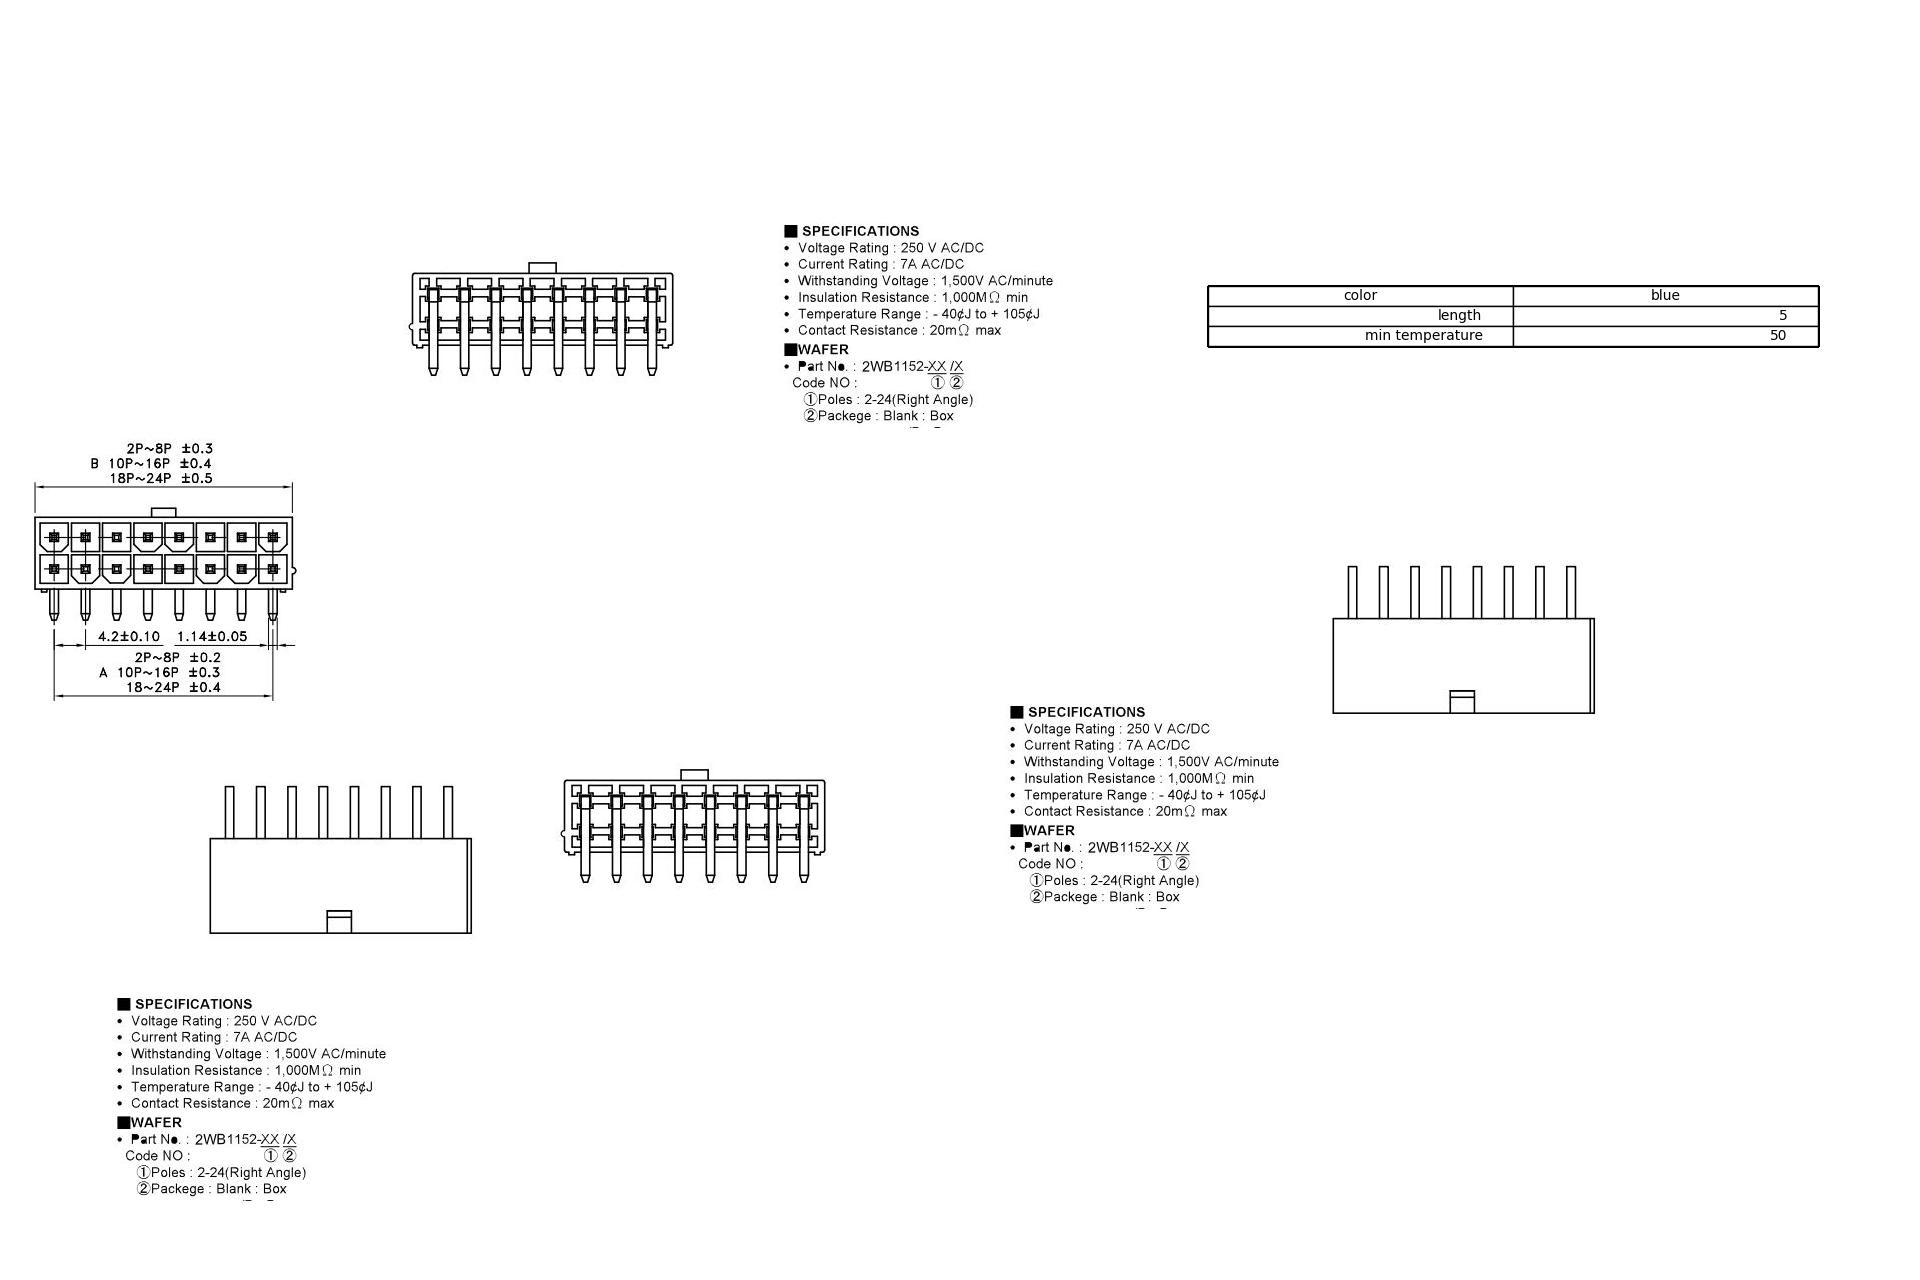 ■ SPECIFICATIONS
• Voltage Rating : 250 V AC/DC
• Current Rating : 7A AC/DC
• Withstanding Voltage : 1,500V AC/minute
• Insulation Resistance : 1,000MΩ min
• Temperature Range : - 40¢J to + 105¢J
• Contact Resistance : 20mΩ max
■WAFER
• Part No. : 2WB1152-XX /X
Code NO : ① ②
①Poles : 2-24(Right Angle)
②Packege : Blank : Box
color blue
length 5
min temperature 50
2P~8P ±0.3
B 10P~16P ±0.4
18P~24P ±0.5
4.2±0.10 1.14±0.05
2P~8P ±0.2
A 10P~16P ±0.3
18~24P ±0.4
■ SPECIFICATIONS
• Voltage Rating : 250 V AC/DC
• Current Rating : 7A AC/DC
• Withstanding Voltage : 1,500V AC/minute
• Insulation Resistance : 1,000MΩ min
• Temperature Range : - 40¢J to + 105¢J
• Contact Resistance : 20mΩ max
■WAFER
• Part No. : 2WB1152-XX /X
Code NO : ① ②
①Poles : 2-24(Right Angle)
②Packege : Blank : Box
■ SPECIFICATIONS
• Voltage Rating : 250 V AC/DC
• Current Rating : 7A AC/DC
• Withstanding Voltage : 1,500V AC/minute
• Insulation Resistance : 1,000MΩ min
• Temperature Range : - 40¢J to + 105¢J
• Contact Resistance : 20mΩ max
■WAFER
• Part No. : 2WB1152-XX /X
Code NO : ① ②
①Poles : 2-24(Right Angle)
②Packege : Blank : Box